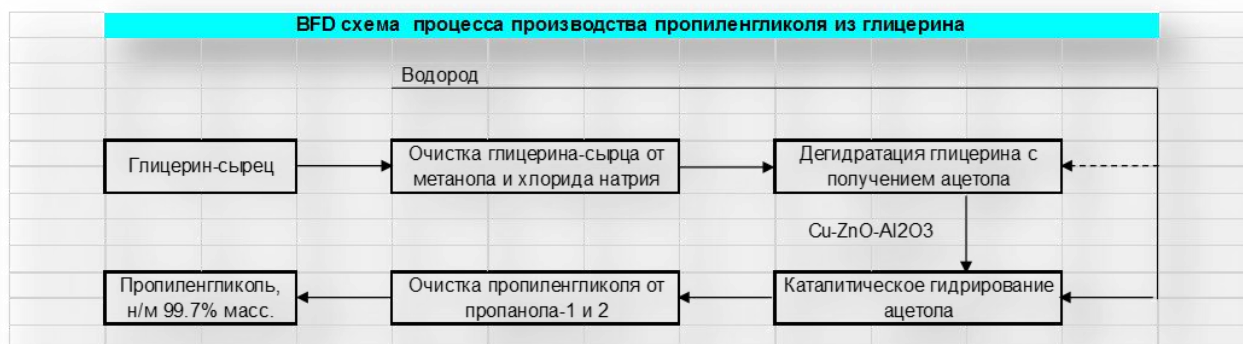 BFD схема процесса производства пропиленгликоля из глицерина
Водород
Глицерин-сырец
Очистка глицерина-сырца от
метанола и хлорида натрия
Дегидратация глицерина с
получением ацетола
Cu-ZnO-Al2O3
Пропиленгликоль,
н/м 99.7% масс.
Очистка пропиленгликоля от
пропанола-1 и 2
Каталитическое гидрирование
ацетола